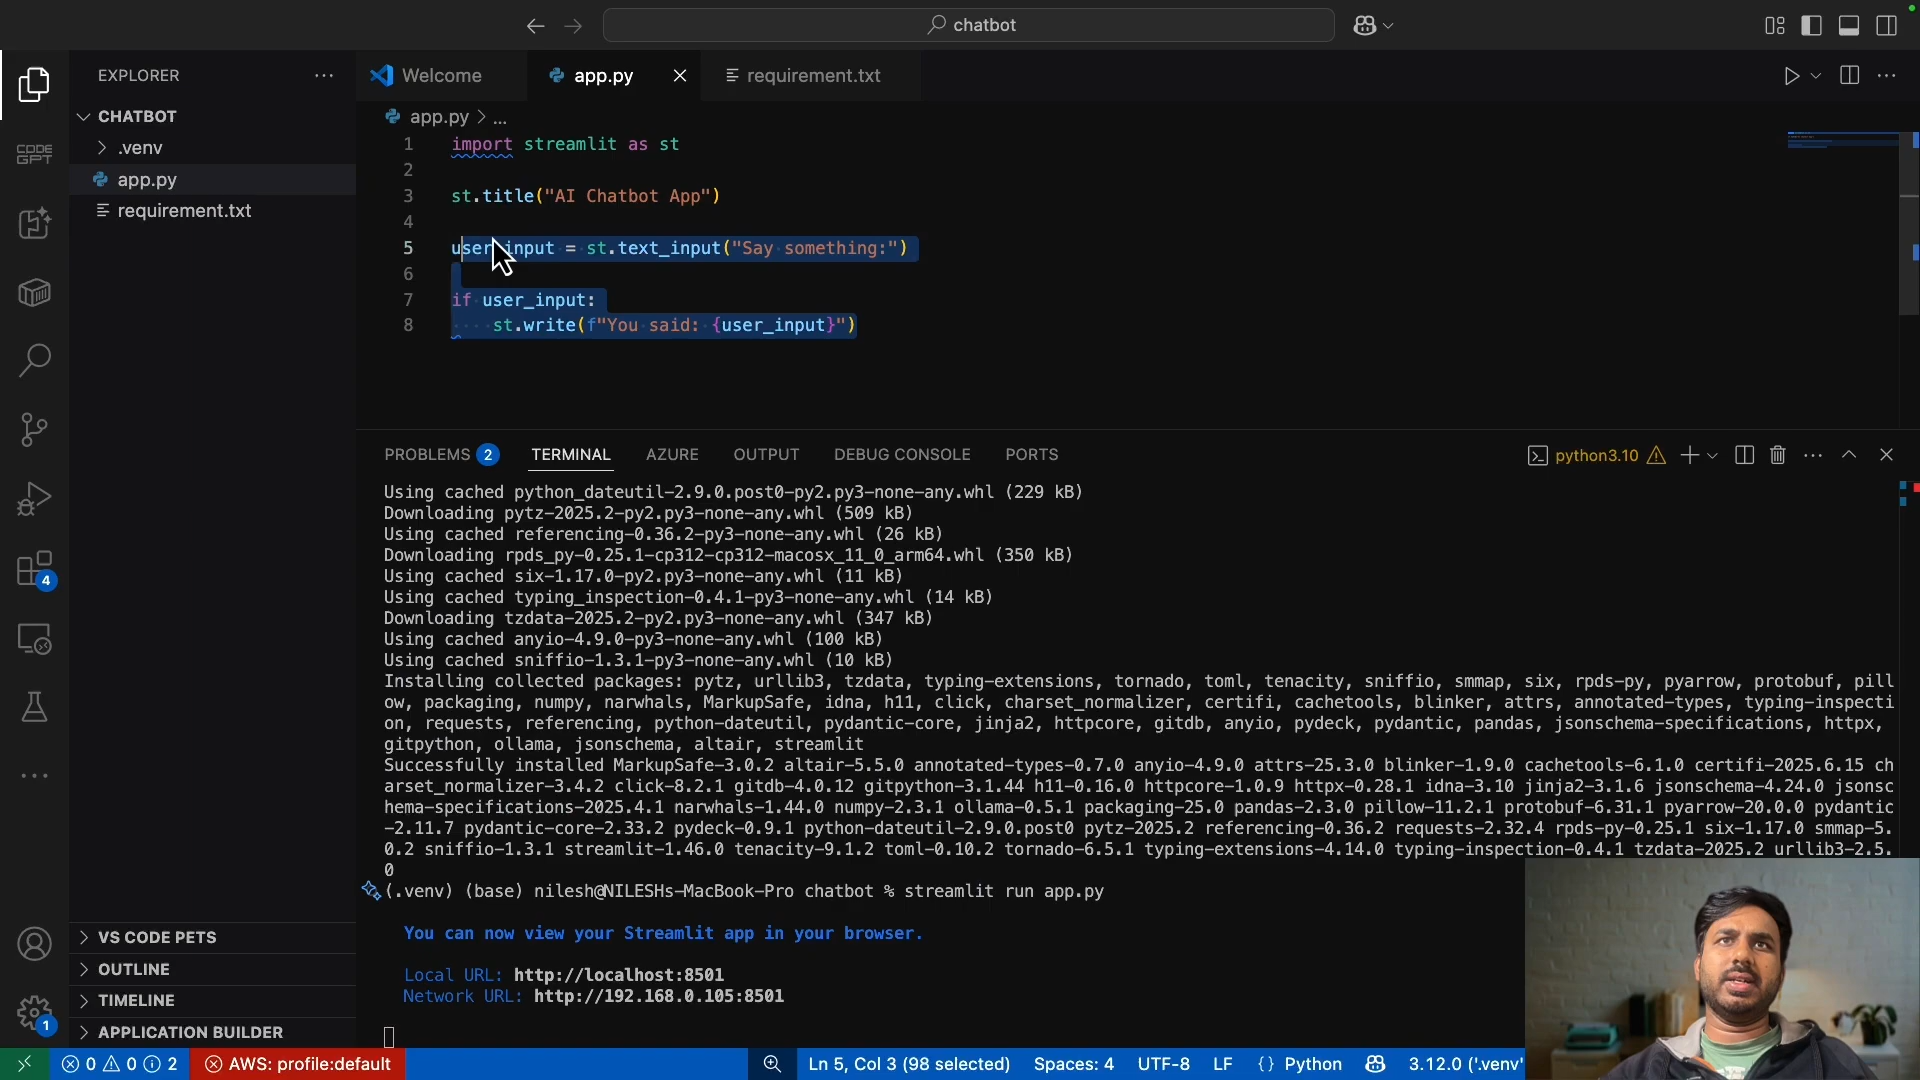 chatbot
EXPLORER
Welcome
app.py
requirement.txt
CHATBOT
.venv
app.py
requirement.txt
app.py > ...
1 import streamlit as st
2
3 st.title("AI Chatbot App")
4
5 user_input = st.text_input("Say something:")
6
7 if user_input:
8 st.write(f"You said: {user_input}")
CODE
GPT
4
PROBLEMS 2
TERMINAL
AZURE
OUTPUT
DEBUG CONSOLE
PORTS
python3.10
Using cached python_dateutil-2.9.0.post0-py2.py3-none-any.whl (229 kB)
Downloading pytz-2025.2-py2.py3-none-any.whl (509 kB)
Using cached referencing-0.36.2-py3-none-any.whl (26 kB)
Downloading rpds_py-0.25.1-cp312-cp312-macosx_11_0_arm64.whl (350 kB)
Using cached six-1.17.0-py2.py3-none-any.whl (11 kB)
Using cached typing_inspection-0.4.1-py3-none-any.whl (14 kB)
Downloading tzdata-2025.2-py2.py3-none-any.whl (347 kB)
Using cached anyio-4.9.0-py3-none-any.whl (100 kB)
Using cached sniffio-1.3.1-py3-none-any.whl (10 kB)
Installing collected packages: pytz, urllib3, tzdata, typing-extensions, tornado, toml, tenacity, sniffio, smmap, six, rpds-py, pyarrow, protobuf, pill
ow, packaging, numpy, narwhals, MarkupSafe, idna, h11, click, charset_normalizer, certifi, cachetools, blinker, attrs, annotated-types, typing-inspecti
on, requests, referencing, python-dateutil, pydantic-core, jinja2, httpcore, gitdb, anyio, pydeck, pydantic, pandas, jsonschema-specifications, httpx,
gitpython, ollama, jsonschema, altair, streamlit
Successfully installed MarkupSafe-3.0.2 altair-5.5.0 annotated-types-0.7.0 anyio-4.9.0 attrs-25.3.0 blinker-1.9.0 cachetools-6.1.0 certifi-2025.6.15 ch
arset_normalizer-3.4.2 click-8.2.1 gitdb-4.0.12 gitpython-3.1.44 h11-0.16.0 httpcore-1.0.9 httpx-0.28.1 idna-3.10 jinja2-3.1.6 jsonschema-4.24.0 jsonsc
hema-specifications-2025.4.1 narwhals-1.44.0 numpy-2.3.1 ollama-0.5.1 packaging-25.0 pandas-2.3.0 pillow-11.2.1 protobuf-6.31.1 pyarrow-20.0.0 pydantic
-2.11.7 pydantic-core-2.33.2 pydeck-0.9.1 python-dateutil-2.9.0.post0 pytz-2025.2 referencing-0.36.2 requests-2.32.4 rpds-py-0.25.1 six-1.17.0 smmap-5.
0.2 sniffio-1.3.1 streamlit-1.46.0 tenacity-9.1.2 toml-0.10.2 tornado-6.5.1 typing-extensions-4.14.0 typing-inspection-0.4.1 tzdata-2025.2 urllib3-2.5.
0
(.venv) (base) nilesh@NILESHs-MacBook-Pro chatbot % streamlit run app.py
You can now view your Streamlit app in your browser.
Local URL: http://localhost:8501
Network URL: http://192.168.0.105:8501
VS CODE PETS
OUTLINE
TIMELINE
APPLICATION BUILDER
1
0 0 2
AWS: profile:default
Ln 5, Col 3 (98 selected)
Spaces: 4
UTF-8
LF
{} Python
3.12.0 ('.venv'